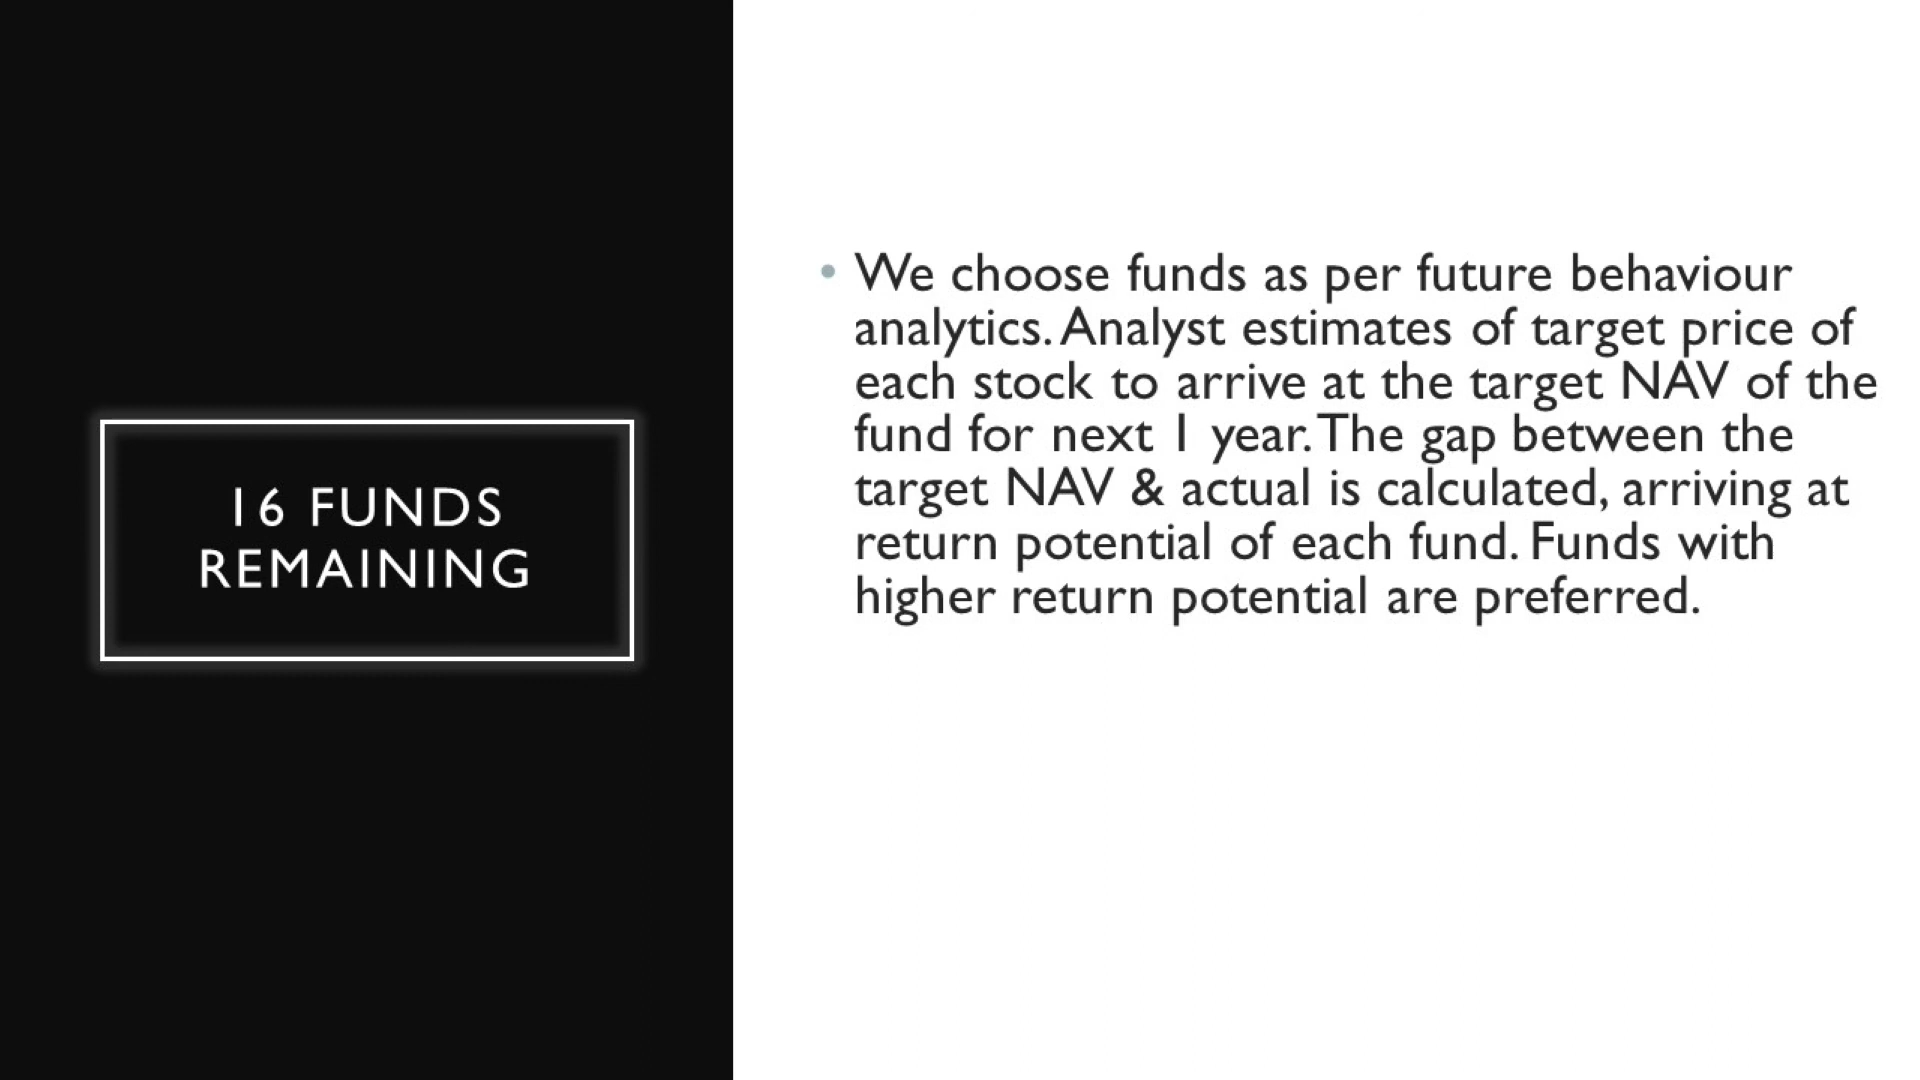 16 FUNDS
REMAINING
• We choose funds as per future behaviour
analytics. Analyst estimates of target price of
each stock to arrive at the target NAV of the
fund for next 1 year. The gap between the
target NAV & actual is calculated, arriving at
return potential of each fund. Funds with
higher return potential are preferred.